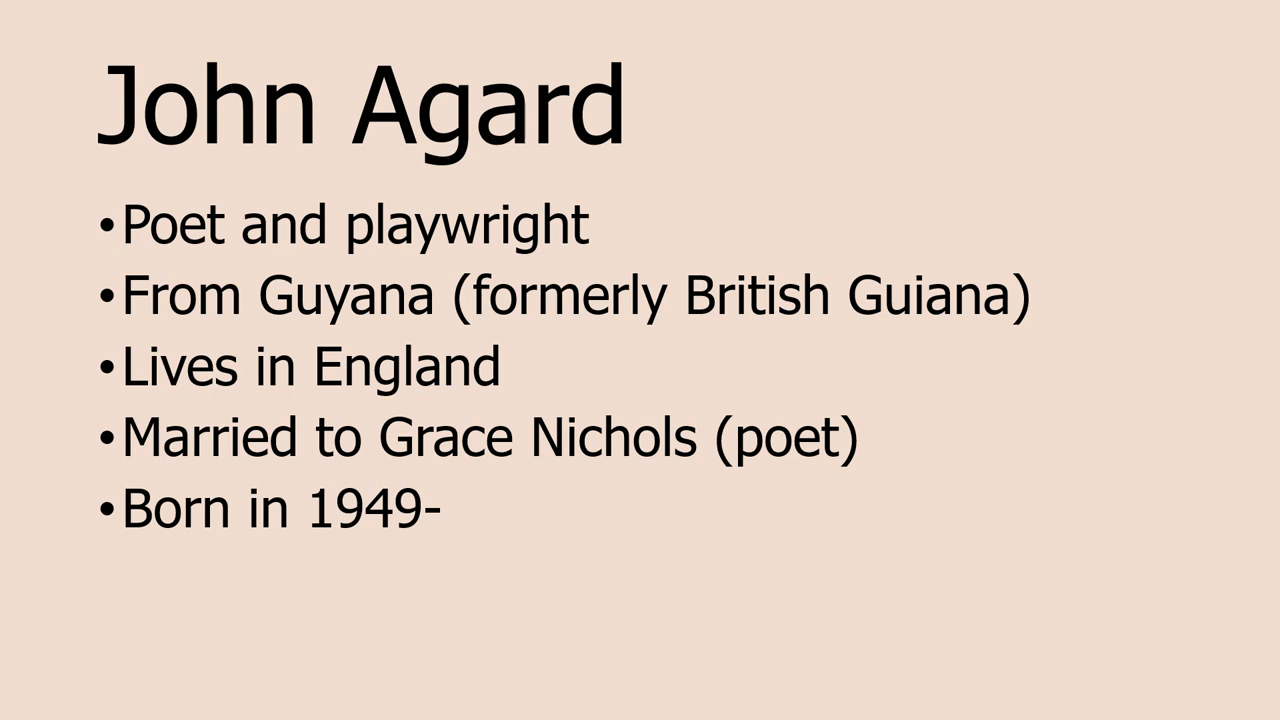 John Agard
•Poet and playwright
•From Guyana (formerly British Guiana)
•Lives in England
•Married to Grace Nichols (poet)
•Born in 1949-